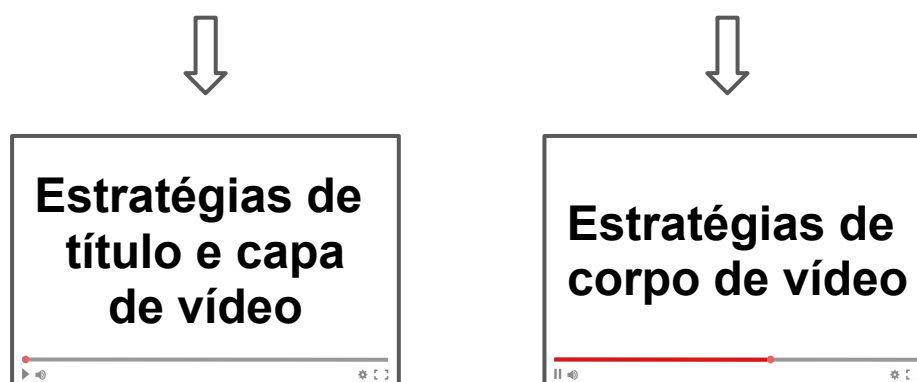 Estratégias de
título e capa
de vídeo
Estratégias de
corpo de vídeo